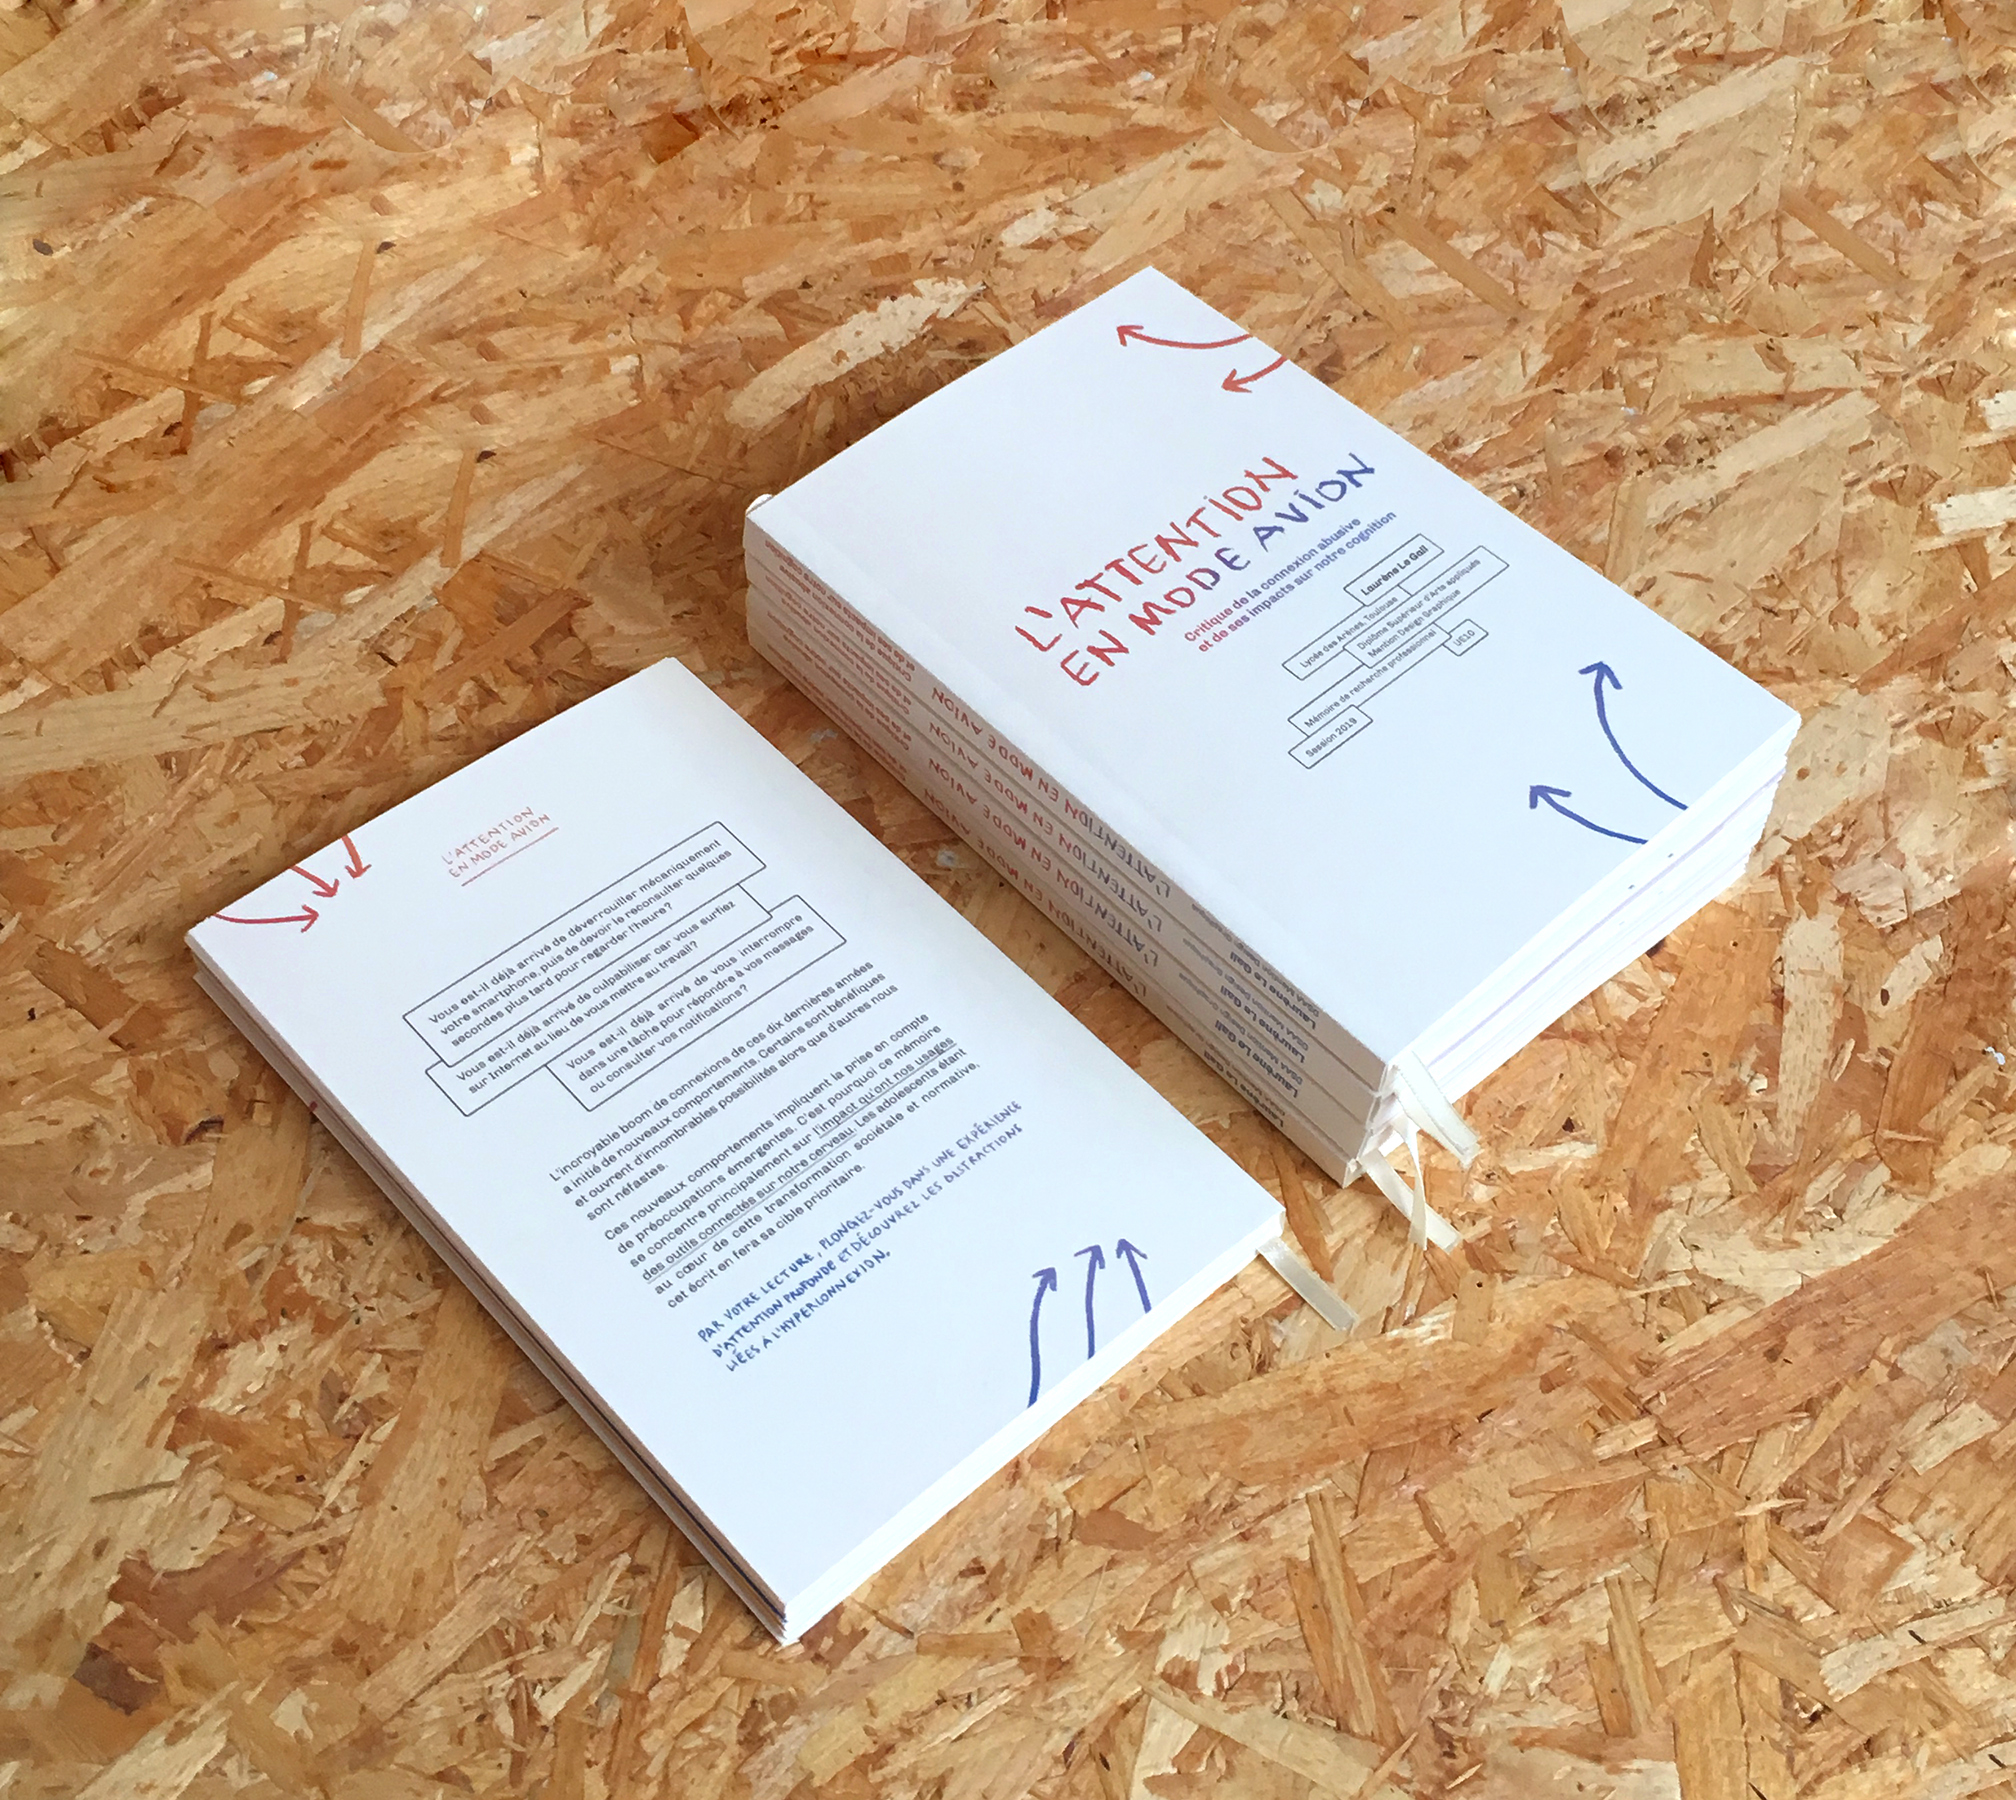 L'ATTENTION
EN MODE AVION
Critique de la connexion abusive
et de ses impacts sur notre cognition
Laurène Le Gall
Lycée des Arènes, Toulouse
Diplôme Supérieur d'Arts appliqués
Mention Design Graphique
Mémoire de recherche professionnel
UE10
Session 2019
L'ATTENTION EN MODE AVION
Laurène Le Gall
L'ATTENTION EN MODE AVION
Laurène Le Gall
L'ATTENTION EN MODE AVION
Laurène Le Gall
L'ATTENTION EN MODE AVION
Laurène Le Gall
L'ATTENTION
EN MODE AVION
Vous est-il déjà arrivé de déverrouiller mécaniquement
votre smartphone, puis de devoir le reconsulter quelques
secondes plus tard pour regarder l'heure?
Vous est-il déjà arrivé de culpabiliser car vous surfiez
sur Internet au lieu de vous mettre au travail?
Vous est-il déjà arrivé de vous interrompre
dans une tâche pour répondre à vos messages
ou consulter vos notifications?
L'incroyable boom de connexions de ces dix dernières années
a initié de nouveaux comportements. Certains sont bénéfiques
et ouvrent d'innombrables possibilités alors que d'autres nous
sont néfastes.
Ces nouveaux comportements impliquent la prise en compte
de préoccupations émergentes. C'est pourquoi ce mémoire
se concentre principalement sur l'impact qu'ont nos usages
des outils connectés sur notre cerveau. Les adolescents étant
au cœur de cette transformation sociétale et normative,
cet écrit en fera sa cible prioritaire.
PAR VOTRE LECTURE, PLONGEZ-VOUS DANS UNE EXPÉRIENCE
D'ATTENTION PROFONDE ET DÉCOUVREZ LES DISTRACTIONS
LIÉES À L'HYPERCONNEXION.